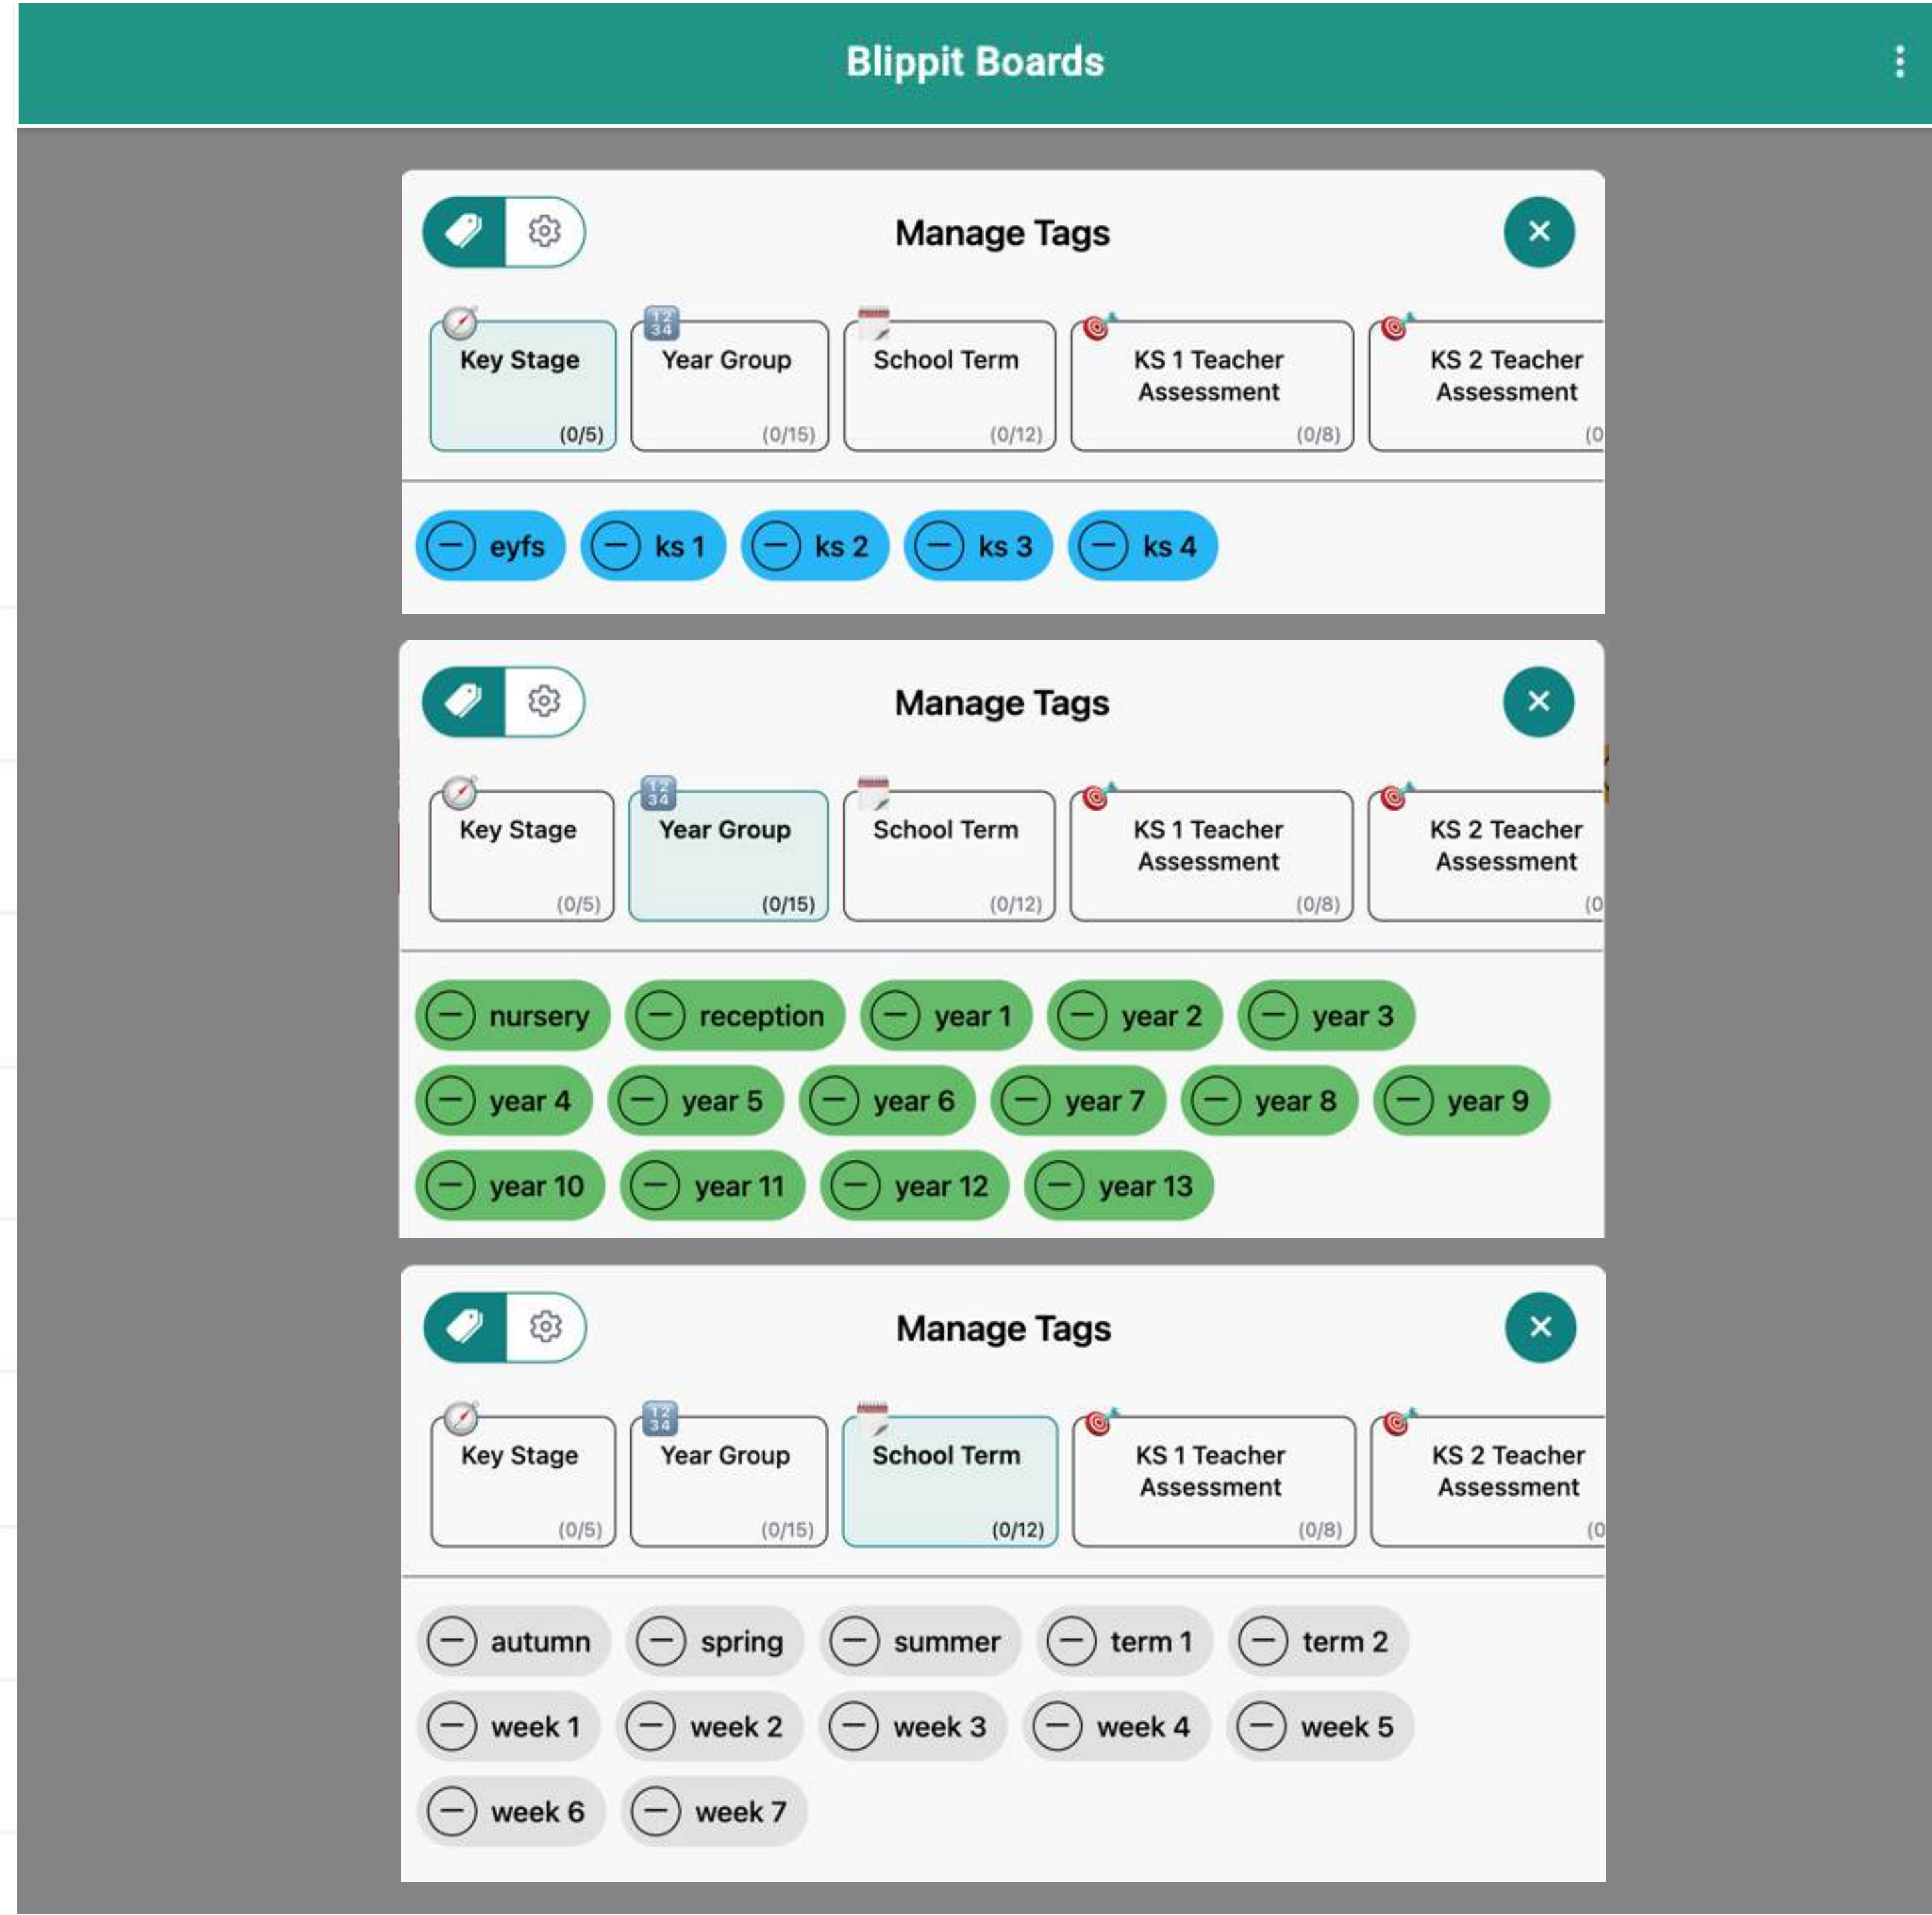 Blippit Boards
Manage Tags
Key Stage
(0/5)
1234
Year Group
(0/15)
School Term
(0/12)
KS 1 Teacher
Assessment
(0/8)
KS 2 Teacher
Assessment
(0
eyfs ks 1 ks 2 ks 3 ks 4
Manage Tags
Key Stage
(0/5)
1234
Year Group
(0/15)
School Term
(0/12)
KS 1 Teacher
Assessment
(0/8)
KS 2 Teacher
Assessment
(0
nursery reception year 1 year 2 year 3
year 4 year 5 year 6 year 7 year 8 year 9
year 10 year 11 year 12 year 13
Manage Tags
Key Stage
(0/5)
1234
Year Group
(0/15)
School Term
(0/12)
KS 1 Teacher
Assessment
(0/8)
KS 2 Teacher
Assessment
(0
autumn spring summer term 1 term 2
week 1 week 2 week 3 week 4 week 5
week 6 week 7